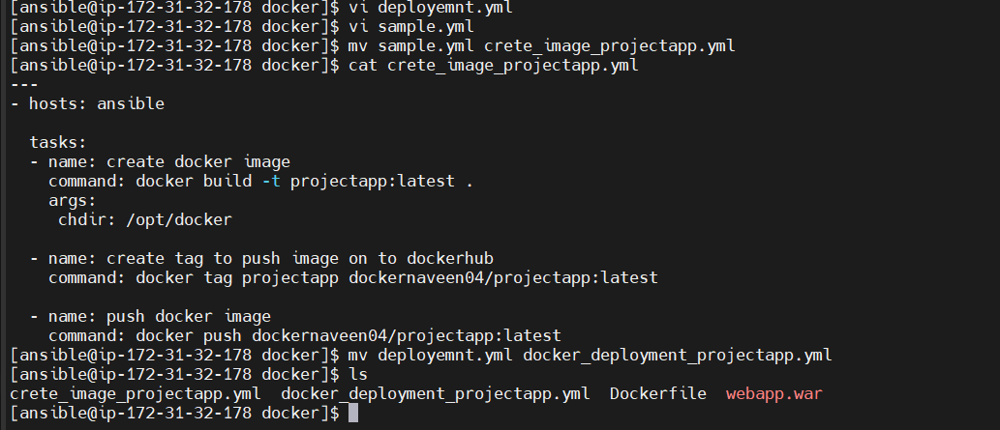 [ansible@ip-172-31-32-178 docker]$ vi deployemnt.yml
[ansible@ip-172-31-32-178 docker]$ vi sample.yml
[ansible@ip-172-31-32-178 docker]$ mv sample.yml crete_image_projectapp.yml
[ansible@ip-172-31-32-178 docker]$ cat crete_image_projectapp.yml
---
- hosts: ansible
  tasks:
  - name: create docker image
    command: docker build -t projectapp:latest .
    args:
     chdir: /opt/docker
  - name: create tag to push image on to dockerhub
    command: docker tag projectapp dockernaveen04/projectapp:latest
  - name: push docker image
    command: docker push dockernaveen04/projectapp:latest
[ansible@ip-172-31-32-178 docker]$ mv deployemnt.yml docker_deployment_projectapp.yml
[ansible@ip-172-31-32-178 docker]$ ls
crete_image_projectapp.yml  docker_deployment_projectapp.yml  Dockerfile  webapp.war
[ansible@ip-172-31-32-178 docker]$